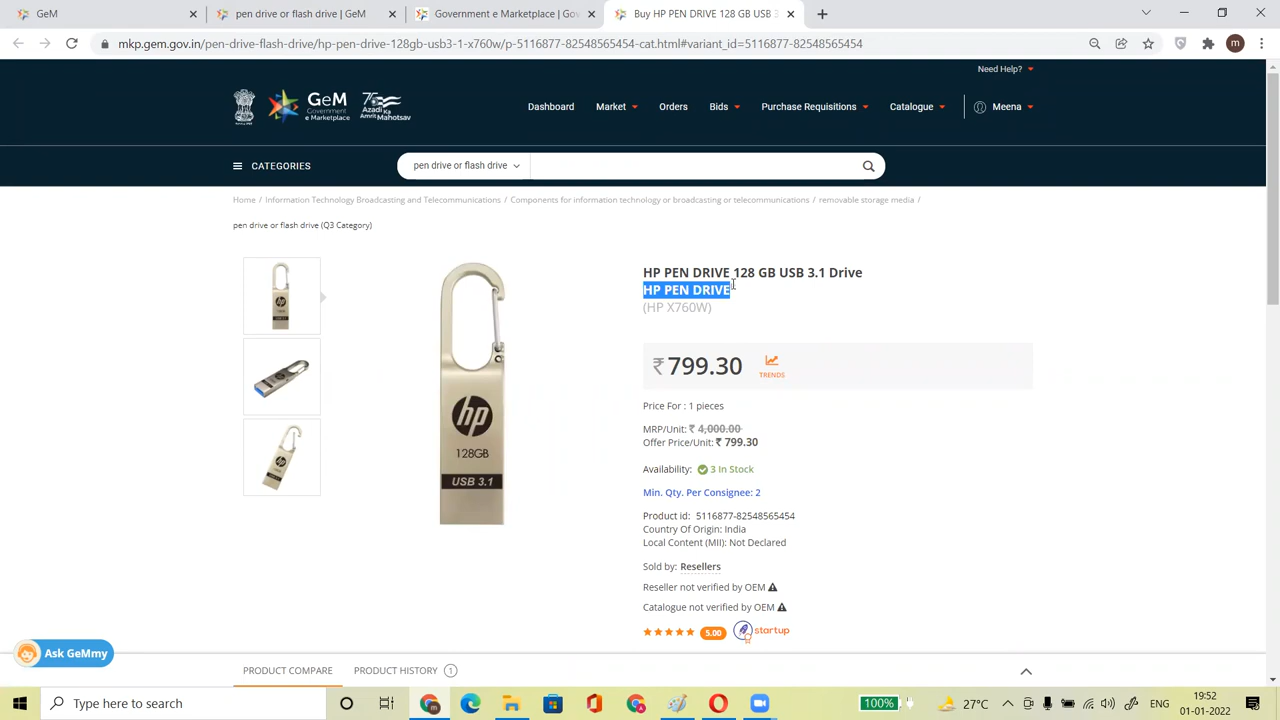 GeM
pen government marketplace | Gov
Buy HP PEN DRIVE 128 GB USB 3.1
mkp.gem.gov.in/pen-drive-flash-drive/hp-pen-drive-128gb-usb3-1-x760w/p-5116877-82548565454-cat.html#variant_id=5116877-82548565454
m
Need Help?
GeM
Government
e Marketplace
75
Azadi Ka
Amrit Mahotsav
Dashboard
Market
Orders
Bids
Purchase Requisitions
Catalogue
Meena
CATEGORIES
pen drive or flash drive
Home / Information Technology Broadcasting and Telecommunications / Components for information technology or broadcasting or telecommunications / removable storage media /
pen drive or flash drive (Q3 Category)
hp
128GB
USB 3.1
HP PEN DRIVE 128 GB USB 3.1 Drive
HP PEN DRIVE
(HP X760W)
₹ 799.30
TRENDS
Price For : 1 pieces
MRP/Unit: ₹ 4,000.00
Offer Price/Unit: ₹ 799.30
Availability: 3 In Stock
Min. Qty. Per Consignee: 2
Product id: 5116877-82548565454
Country Of Origin: India
Local Content (MII): Not Declared
Sold by: Resellers
Reseller not verified by OEM
Catalogue not verified by OEM
5.00
startup
Ask GeMmy
PRODUCT COMPARE
PRODUCT HISTORY 1
Type here to search
100%
27°C
ENG
19:52
01-01-2022